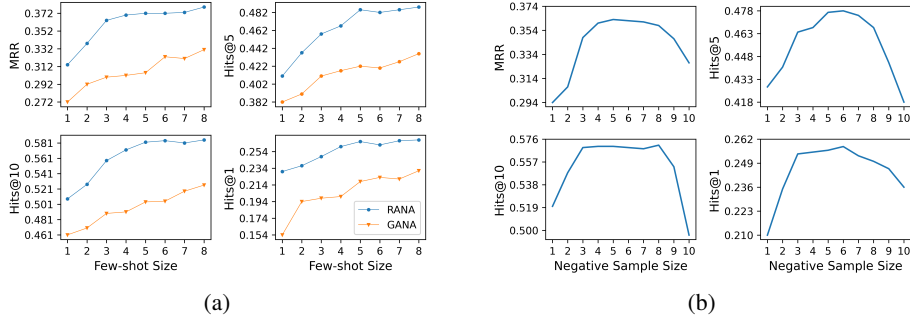 MRR
0.372
0.352
0.332
0.312
0.292
0.272
1 2 3 4 5 6 7 8
Hits@5
0.482
0.462
0.442
0.422
0.402
0.382
1 2 3 4 5 6 7 8
Hits@10
0.581
0.561
0.541
0.521
0.501
0.481
0.461
1 2 3 4 5 6 7 8
Few-shot Size
Hits@1
0.254
0.234
0.214
0.194
0.174
0.154
1 2 3 4 5 6 7 8
Few-shot Size
RANA
GANA
(a)
MRR
0.374
0.354
0.334
0.314
0.294
1 2 3 4 5 6 7 8 9 10
Hits@5
0.478
0.463
0.448
0.433
0.418
1 2 3 4 5 6 7 8 9 10
Hits@10
0.576
0.557
0.538
0.519
0.500
1 2 3 4 5 6 7 8 9 10
Negative Sample Size
Hits@1
0.262
0.249
0.236
0.223
0.210
1 2 3 4 5 6 7 8 9 10
Negative Sample Size
(b)